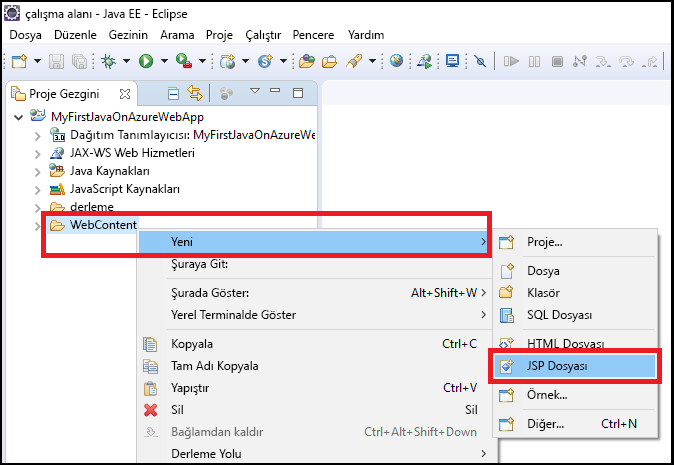 çalışma alanı - Java EE - Eclipse
Dosya Düzenle Gezinin Arama Proje Çalıştır Pencere Yardım
Proje Gezgini
MyFirstJavaOnAzureWebApp
3.0 Dağıtım Tanımlayıcısı: MyFirstJavaOnAzureWe
JAX-WS Web Hizmetleri
Java Kaynakları
JavaScript Kaynakları
derleme
WebContent
Yeni
Şuraya Git:
Şurada Göster: Alt+Shift+W
Yerel Terminalde Göster
Kopyala Ctrl+C
Tam Adı Kopyala
Yapıştır Ctrl+V
Sil Sil
Bağlamdan kaldır Ctrl+Alt+Shift+Down
Derleme Yolu
Proje...
Dosya
Klasör
SQL Dosyası
HTML Dosyası
JSP Dosyası
Örnek...
Diğer... Ctrl+N